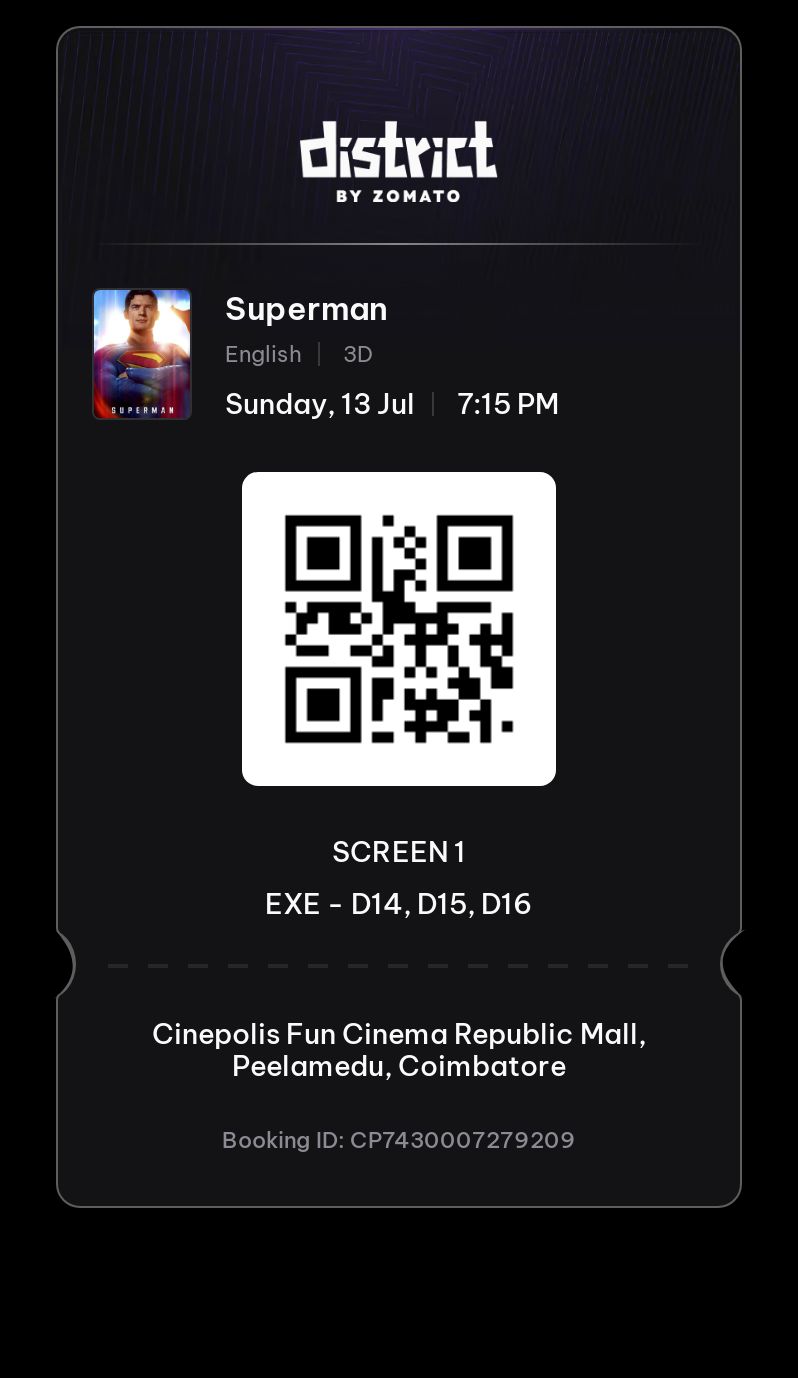 district
BY ZOMATO
Superman
English | 3D
Sunday, 13 Jul | 7:15 PM
SUPERMAN
SCREEN 1
EXE - D14, D15, D16
Cinepolis Fun Cinema Republic Mall,
Peelamedu, Coimbatore
Booking ID: CP7430007279209